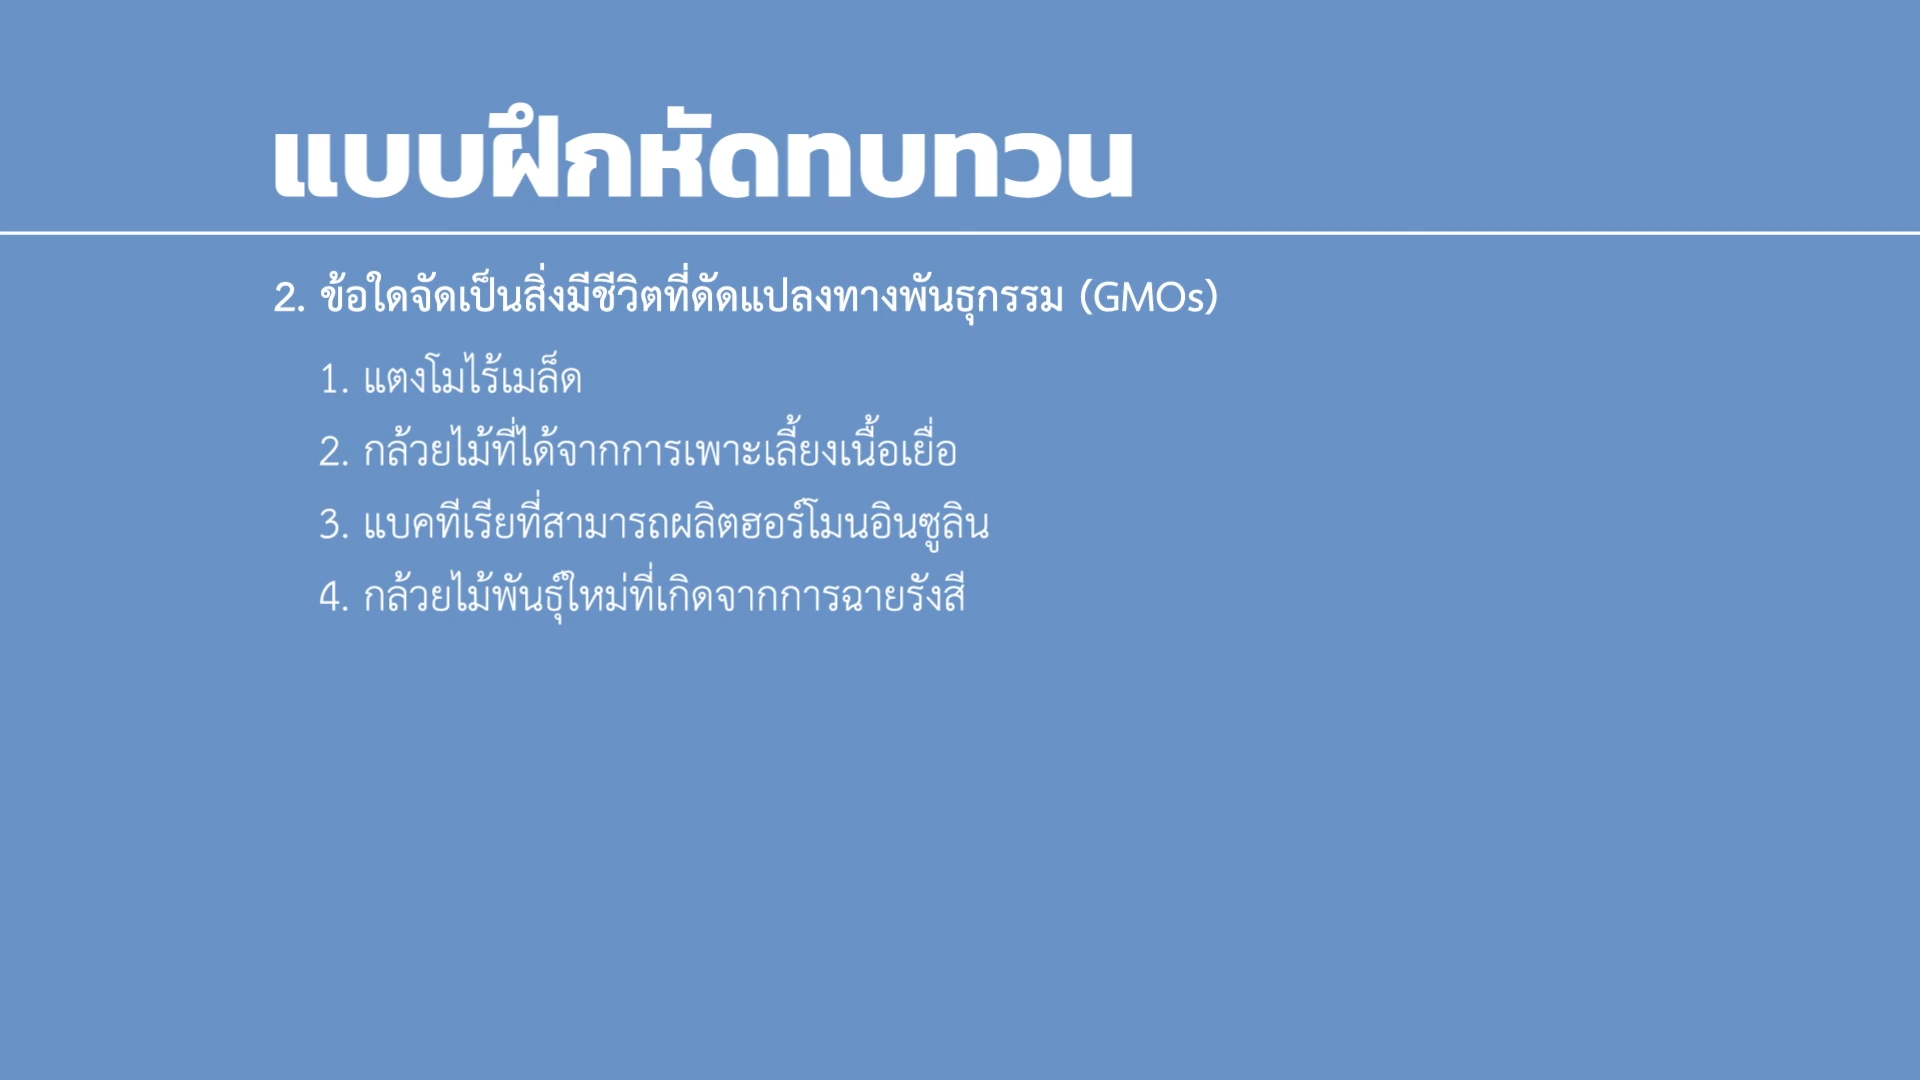 แบบฝึกหัดทบทวน
2. ข้อใดจัดเป็นสิ่งมีชีวิตที่ดัดแปลงทางพันธุกรรม (GMOs)
1. แตงโมไร้เมล็ด
2. กล้วยไม้ที่ได้จากการเพาะเลี้ยงเนื้อเยื่อ
3. แบคทีเรียที่สามารถผลิตฮอร์โมนอินซูลิน
4. กล้วยไม้พันธุ์ใหม่ที่เกิดจากการฉายรังสี